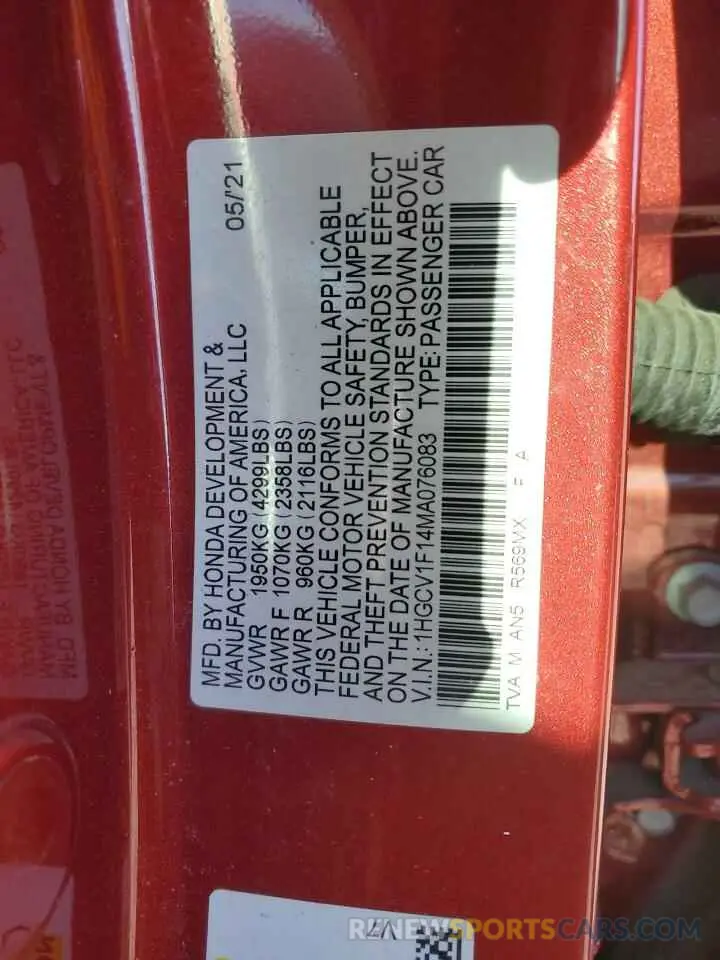 MFD. BY HONDA DEVELOPMENT &
MANUFACTURING OF AMERICA, LLC 05/'21
GVWR 1950KG (4299LBS)
GAWR F 1070KG (2358LBS)
GAWR R 960KG (2116LBS)
THIS VEHICLE CONFORMS TO ALL APPLICABLE
FEDERAL MOTOR VEHICLE SAFETY, BUMPER,
AND THEFT PREVENTION STANDARDS IN EFFECT
ON THE DATE OF MANUFACTURE SHOWN ABOVE.
V.I.N.: 1HGCV1F14MA076083 TYPE: PASSENGER CAR
TVA M AN5 R569MX F A
RENEWSPORTSCARS.COM